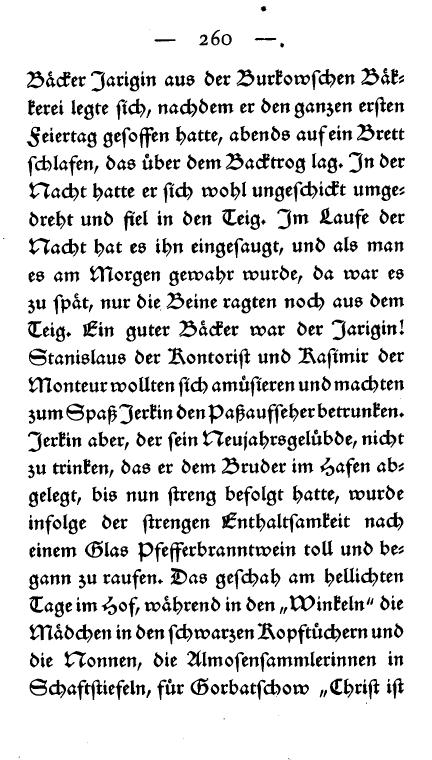 — 260 —.
Bäcker Jarigin aus der Burkowschen Bäk-
kerei legte sich, nachdem er den ganzen ersten
Feiertag gesoffen hatte, abends auf ein Brett
schlafen, das über dem Backtrog lag. In der
Nacht hatte er sich wohl ungeschickt umge-
dreht und fiel in den Teig. Im Laufe der
Nacht hat es ihn eingesaugt, und als man
es am Morgen gewahr wurde, da war es
zu spät, nur die Beine ragten noch aus dem
Teig. Ein guter Bäcker war der Jarigin!
Stanislaus der Kontorist und Kasimir der
Monteur wollten sich amüsieren und machten
zum Spaß Jerkin den Paßaufseher betrunken.
Jerkin aber, der sein Neujahrsgelübde, nicht
zu trinken, das er dem Bruder im Hafen ab-
gelegt, bis nun streng befolgt hatte, wurde
infolge der strengen Enthaltsamkeit nach
einem Glas Pfefferbranntwein toll und be-
gann zu raufen. Das geschah am hellichten
Tage im Hof, während in den „Winkeln“ die
Mädchen in den schwarzen Kopftüchern und
die Nonnen, die Almosensammlerinnen in
Schaftstiefeln, für Gorbatschow „Christ ist